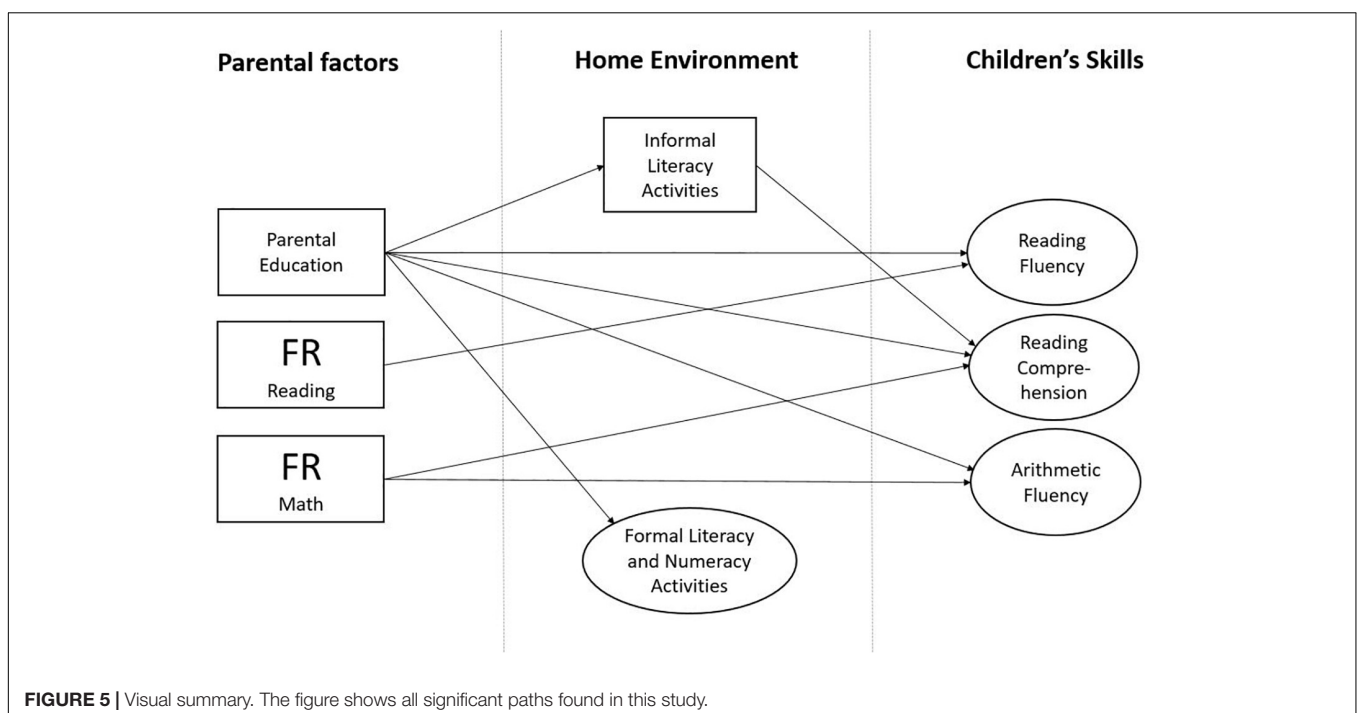 Parental factors
Home Environment
Children's Skills
Informal
Literacy
Activities
Parental
Education
Reading
Fluency
FR
Reading
Reading
Compre-
hension
FR
Math
Arithmetic
Fluency
Formal Literacy
and Numeracy
Activities
FIGURE 5 | Visual summary. The figure shows all significant paths found in this study.